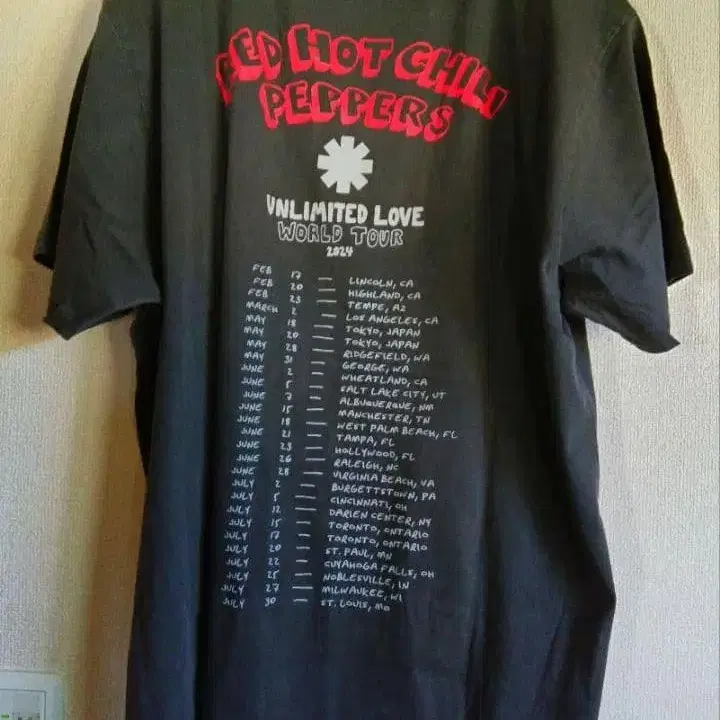 RED HOT CHILI
PEPPERS
UNLIMITED LOVE
WORLD TOUR
2024
FEB 17 — LINCOLN, CA
FEB 20 — HIGHLAND, CA
FEB 23 — TEMPE, AZ
MARCH 2 — LOS ANGELES, CA
MAY 18 — TOKYO, JAPAN
MAY 20 — TOKYO, JAPAN
MAY 28 — RIDGEFIELD, WA
MAY 31 — GEORGE, WA
JUNE 2 — WHEATLAND, CA
JUNE 5 — SALT LAKE CITY, UT
JUNE 7 — ALBUQUERQUE, NM
JUNE 15 — MANCHESTER, TN
JUNE 18 — WEST PALM BEACH, FL
JUNE 21 — TAMPA, FL
JUNE 23 — HOLLYWOOD, FL
JUNE 26 — RALEIGH, NC
JUNE 28 — VIRGINIA BEACH, VA
JULY 2 — BURGETTSTOWN, PA
JULY 5 — CINCINNATI, OH
JULY 12 — DARIEN CENTER, NY
JULY 15 — TORONTO, ONTARIO
JULY 17 — TORONTO, ONTARIO
JULY 20 — ST. PAUL, MN
JULY 22 — CUYAHOGA FALLS, OH
JULY 25 — NOBLESVILLE, IN
JULY 27 — MILWAUKEE, WI
JULY 30 — ST. LOUIS, MO